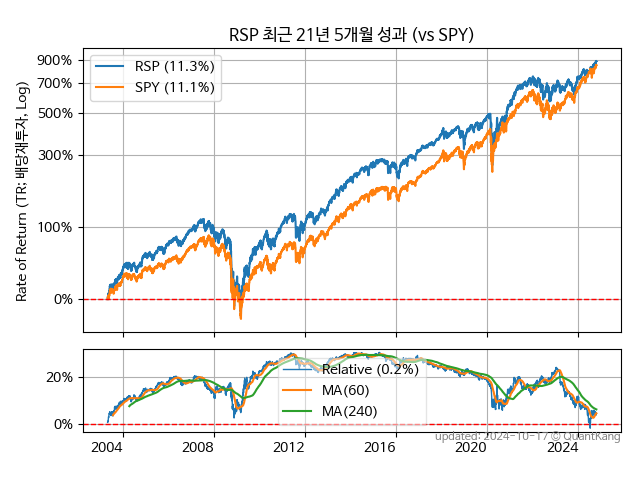 RSP 최근 21년 5개월 성과 (vs SPY)
Rate of Return (TR: 배당재투자, Log)
900%
700%
500%
300%
100%
0%
RSP (11.3%)
SPY (11.1%)
20%
0%
Relative (0.2%)
MA(60)
MA(240)
2004
2008
2012
2016
2020
2024
updated: 2024-10-17 © QuantKang